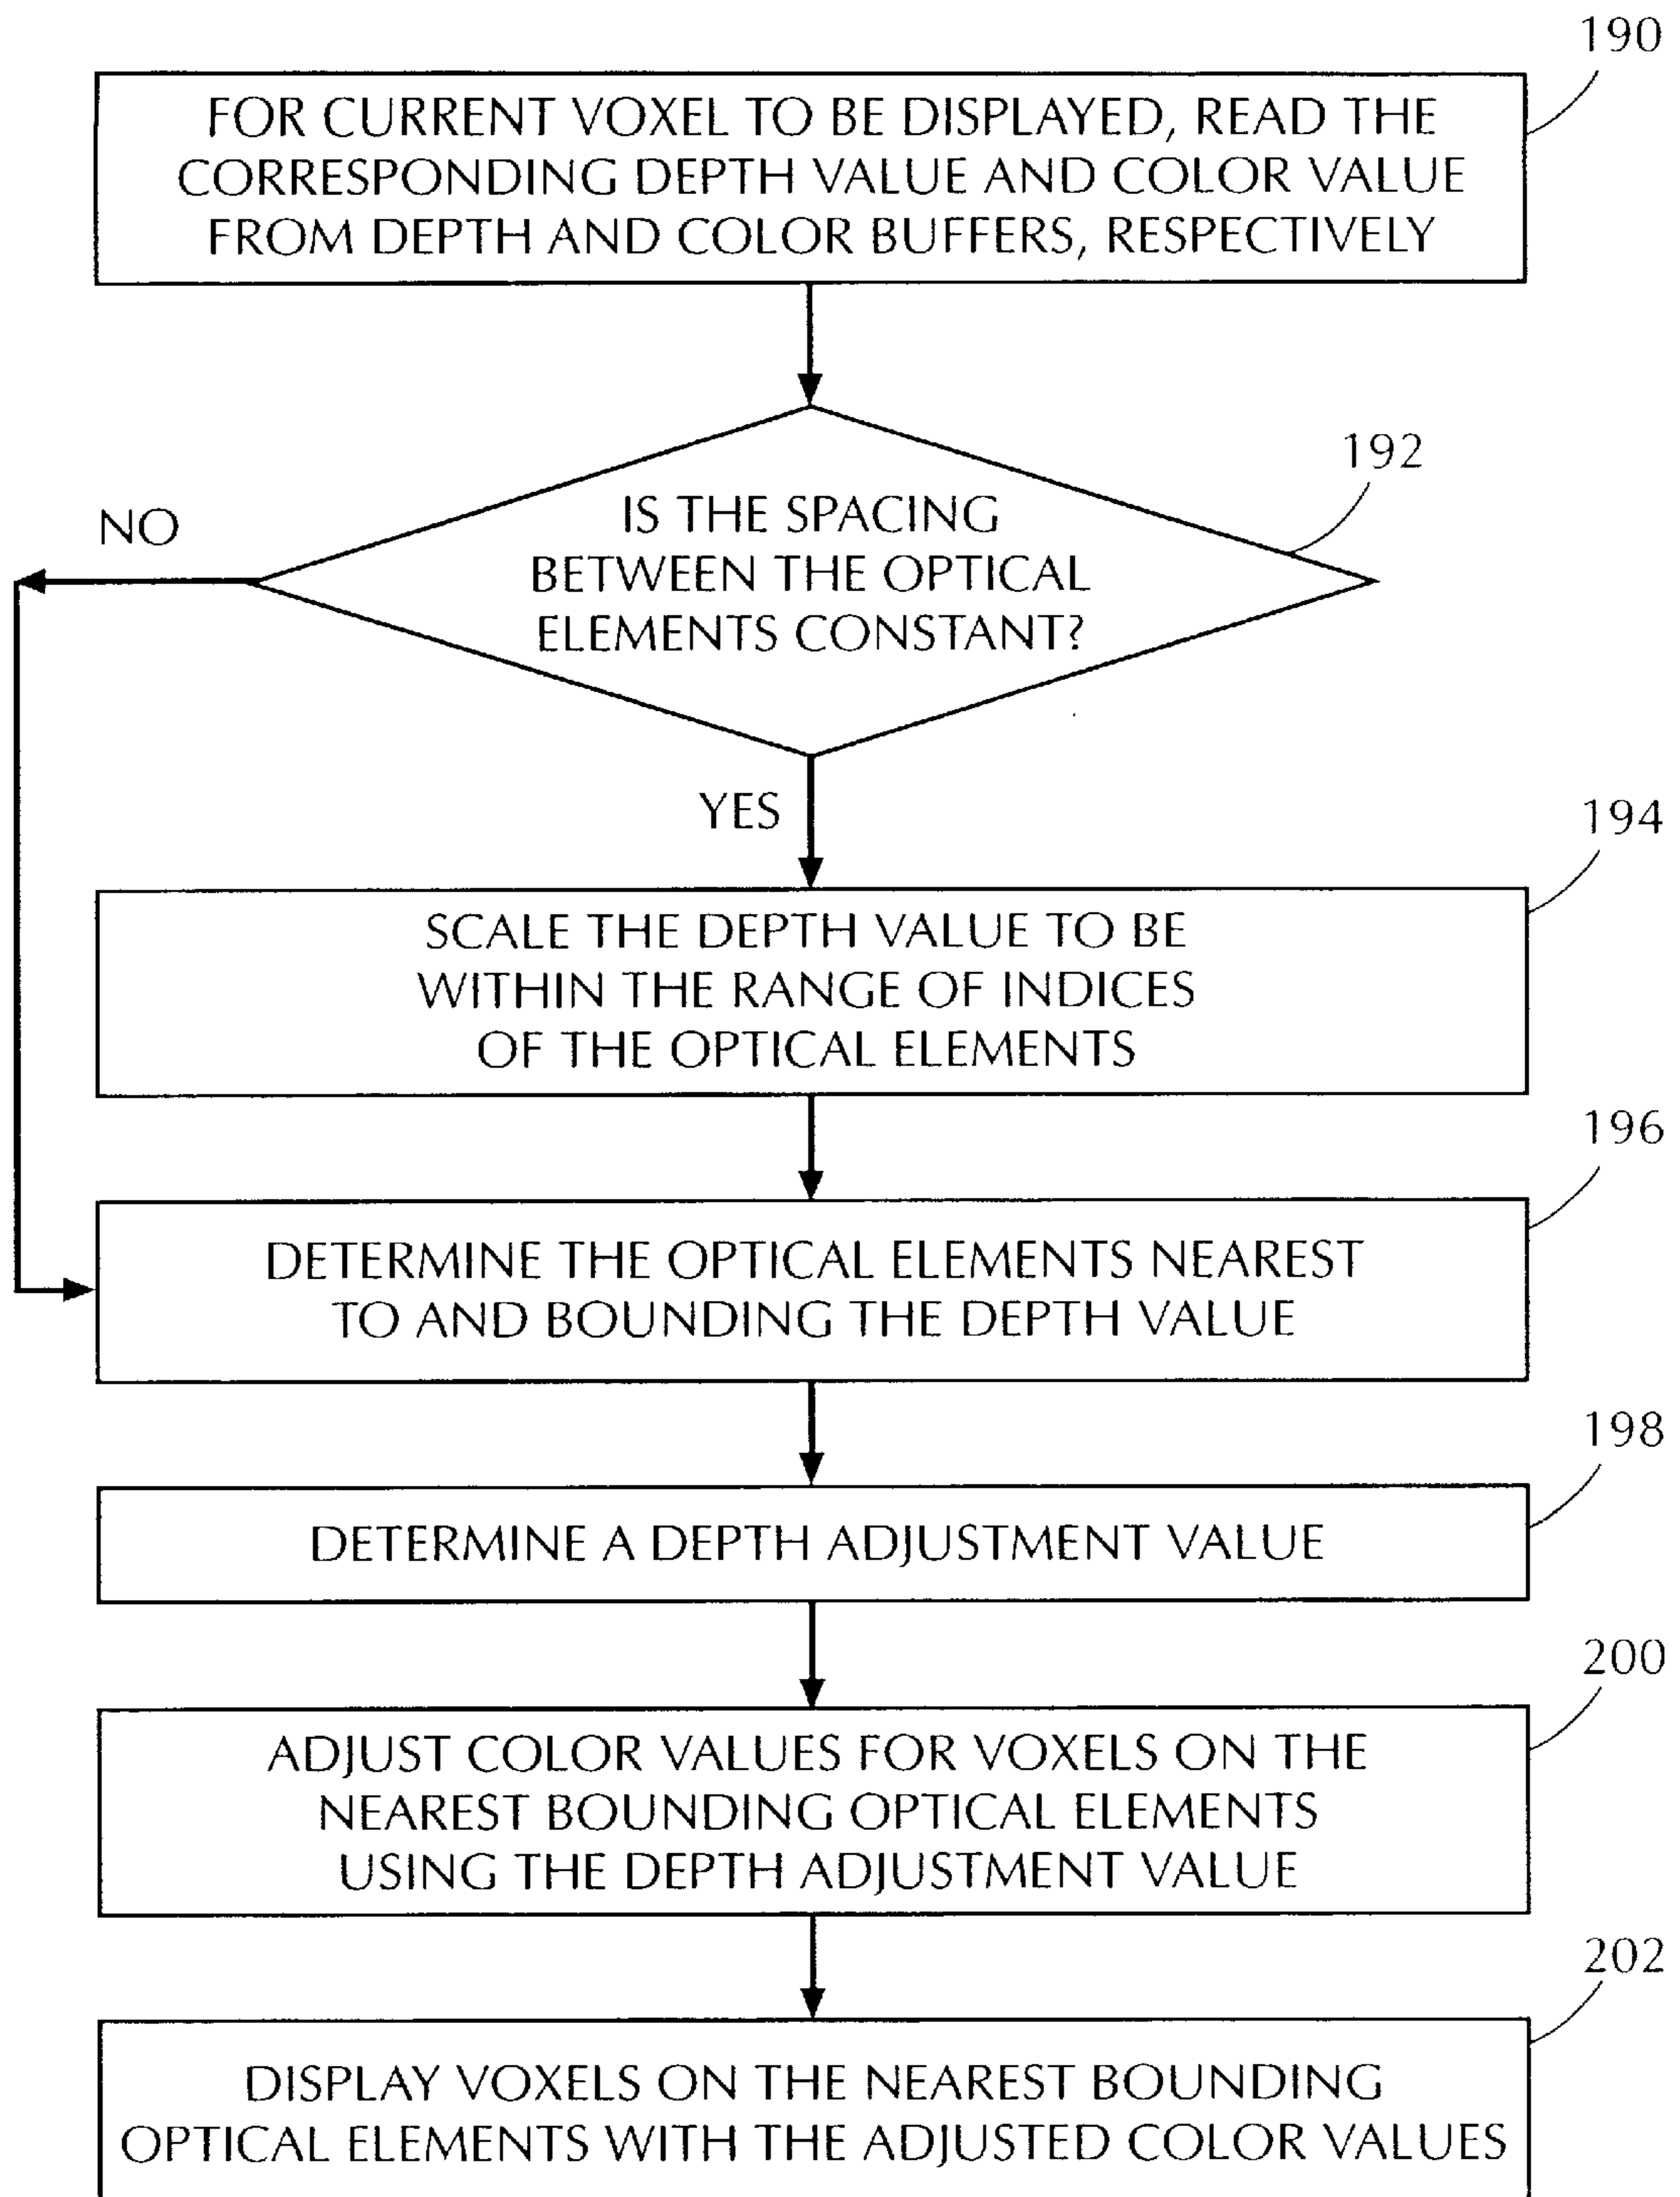 190
FOR CURRENT VOXEL TO BE DISPLAYED, READ THE
CORRESPONDING DEPTH VALUE AND COLOR VALUE
FROM DEPTH AND COLOR BUFFERS, RESPECTIVELY
192
NO
IS THE SPACING
BETWEEN THE OPTICAL
ELEMENTS CONSTANT?
YES
194
SCALE THE DEPTH VALUE TO BE
WITHIN THE RANGE OF INDICES
OF THE OPTICAL ELEMENTS
196
DETERMINE THE OPTICAL ELEMENTS NEAREST
TO AND BOUNDING THE DEPTH VALUE
198
DETERMINE A DEPTH ADJUSTMENT VALUE
200
ADJUST COLOR VALUES FOR VOXELS ON THE
NEAREST BOUNDING OPTICAL ELEMENTS
USING THE DEPTH ADJUSTMENT VALUE
202
DISPLAY VOXELS ON THE NEAREST BOUNDING
OPTICAL ELEMENTS WITH THE ADJUSTED COLOR VALUES